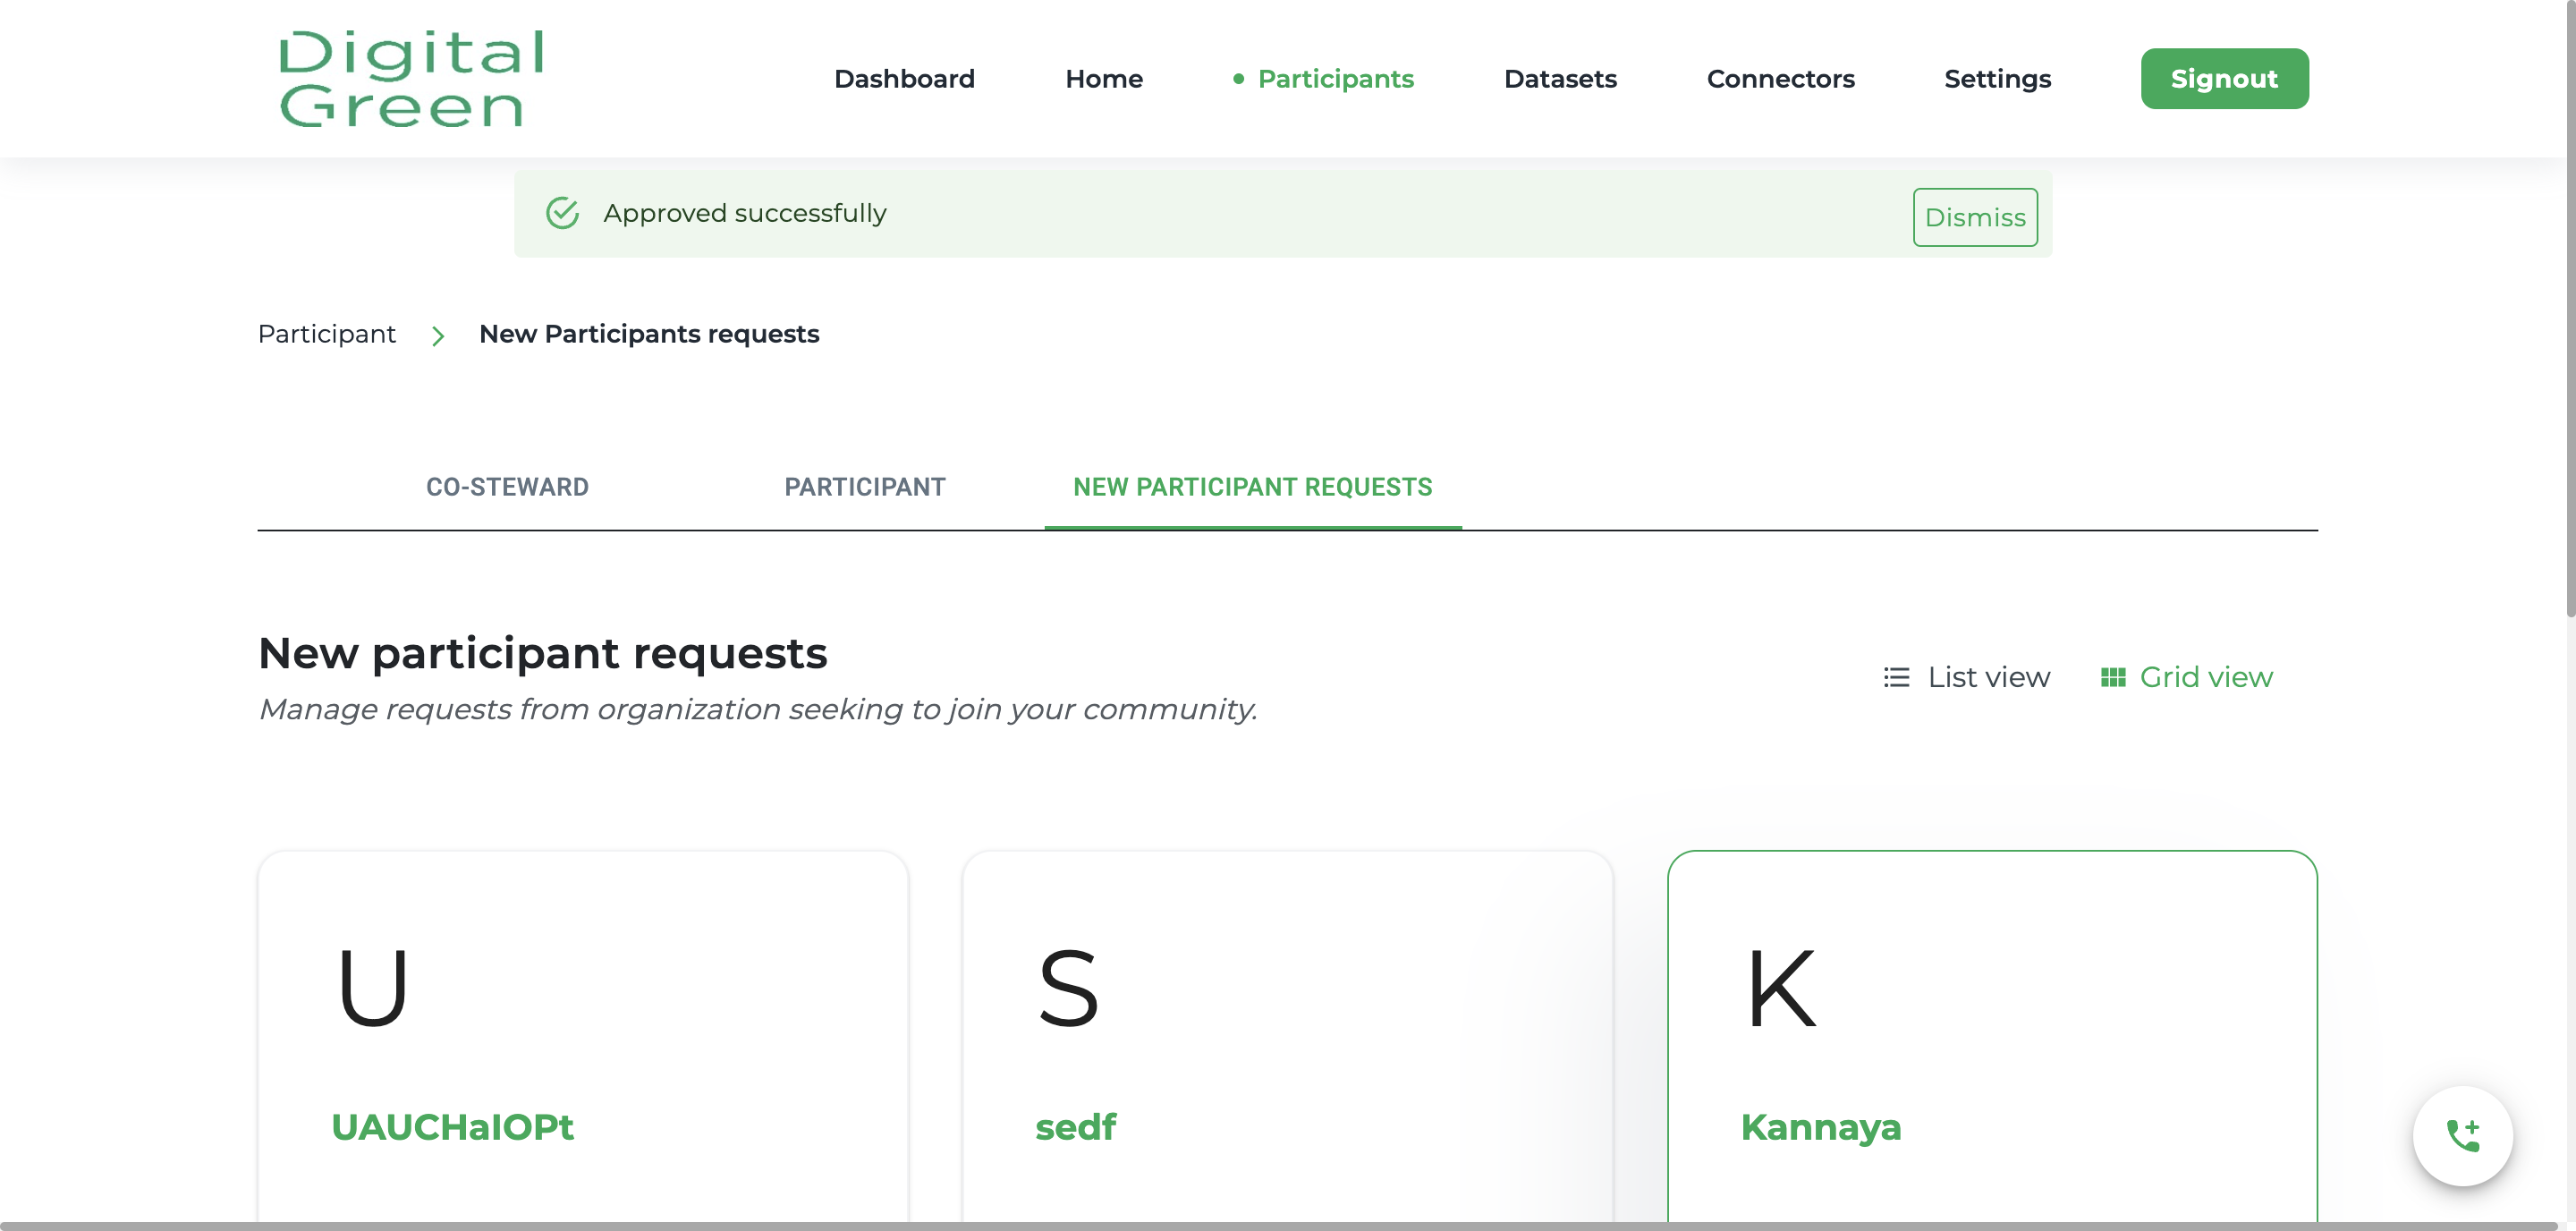 Digital
Green
Dashboard Home Participants Datasets Connectors Settings Signout
Approved successfully Dismiss
Participant New Participants requests
CO-STEWARD PARTICIPANT NEW PARTICIPANT REQUESTS
New participant requests
List view Grid view
Manage requests from organization seeking to join your community.
U S K
UAUCHaIOPt sedf Kannaya